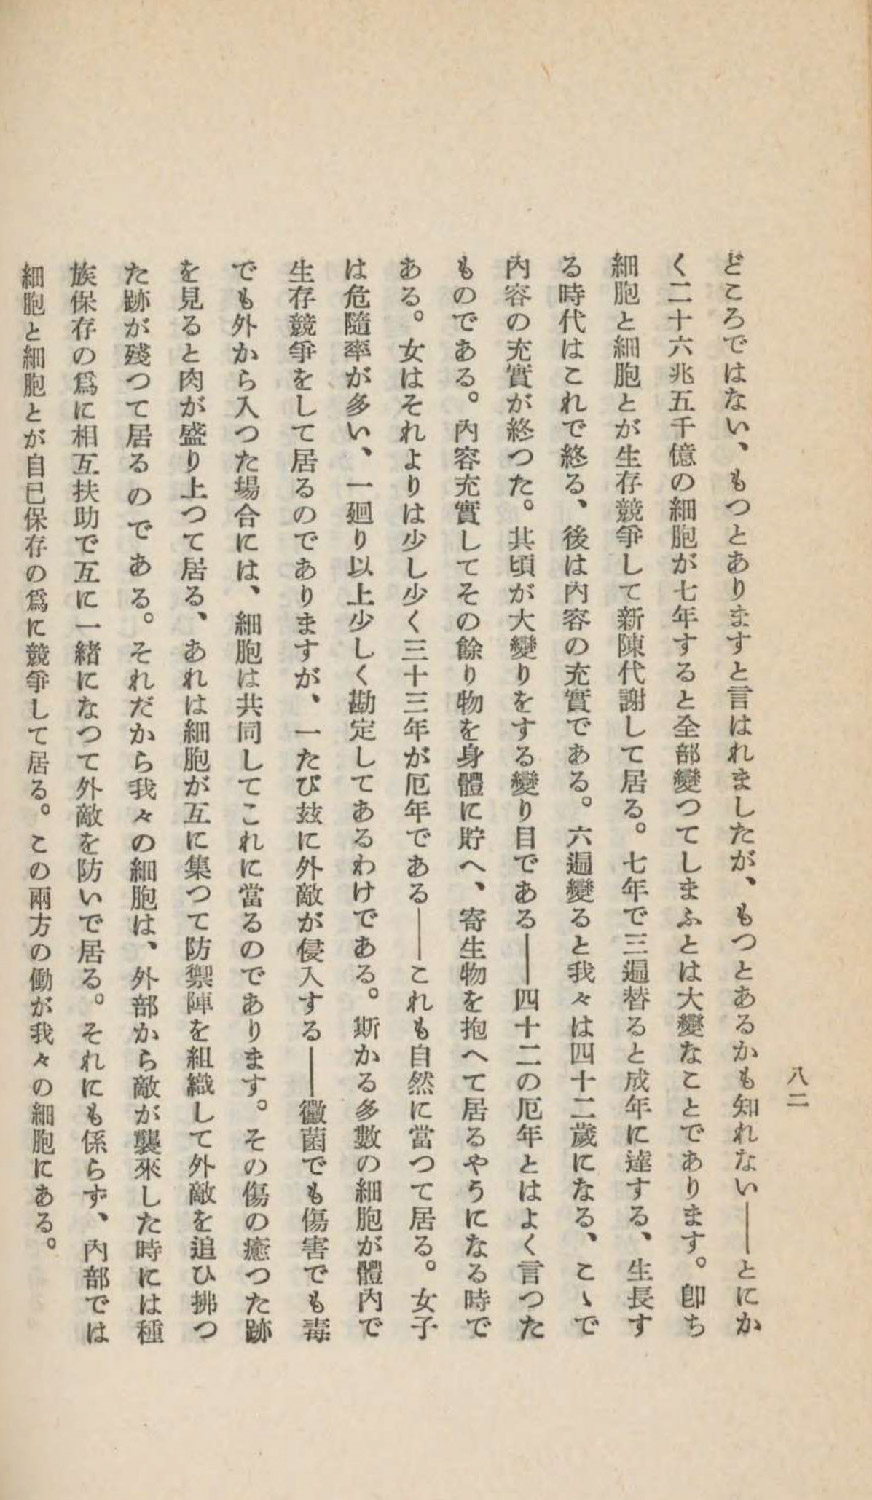 八二
どころではない、もつとありますと言はれましたが、もつとあるかも知れない――とにか
く二十六兆五千億の細胞が七年すると全部變つてしまふとは大變なことであります。卽ち
細胞と細胞とが生存競爭して新陳代謝して居る。七年で三遍替ると成年に達する、生長す
る時代はこれで終る、後は內容の充實である。六遍變ると我々は四十二歲になる、こゝで
內容の充實が終つた。其頃が大變りをする變り目である――四十二の厄年とはよく言つた
ものである。內容充實してその餘り物を身體に貯へ、寄生物を抱へて居るやうになる時で
ある。女はそれよりは少し少く三十三年が厄年である――これも自然に當つて居る。女子
は危隨率が多い、一廻り以上少しく勘定してあるわけである。斯かる多數の細胞が體內で
生存競爭をして居るのでありますが、一たび玆に外敵が侵入する――黴菌でも傷害でも毒
でも外から入つた場合には、細胞は共同してこれに當るのであります。その傷の癒つた跡
を見ると肉が盛り上つて居る、あれは細胞が互に集つて防禦陣を組織して外敵を追ひ拂つ
た跡が殘つて居るのである。それだから我々の細胞は、外部から敵が襲來した時には種
族保存の爲に相互扶助で互に一緖になつて外敵を防いで居る。それにも係らず、內部では
細胞と細胞とが自己保存の爲に競爭して居る。この兩方の働が我々の細胞にある。